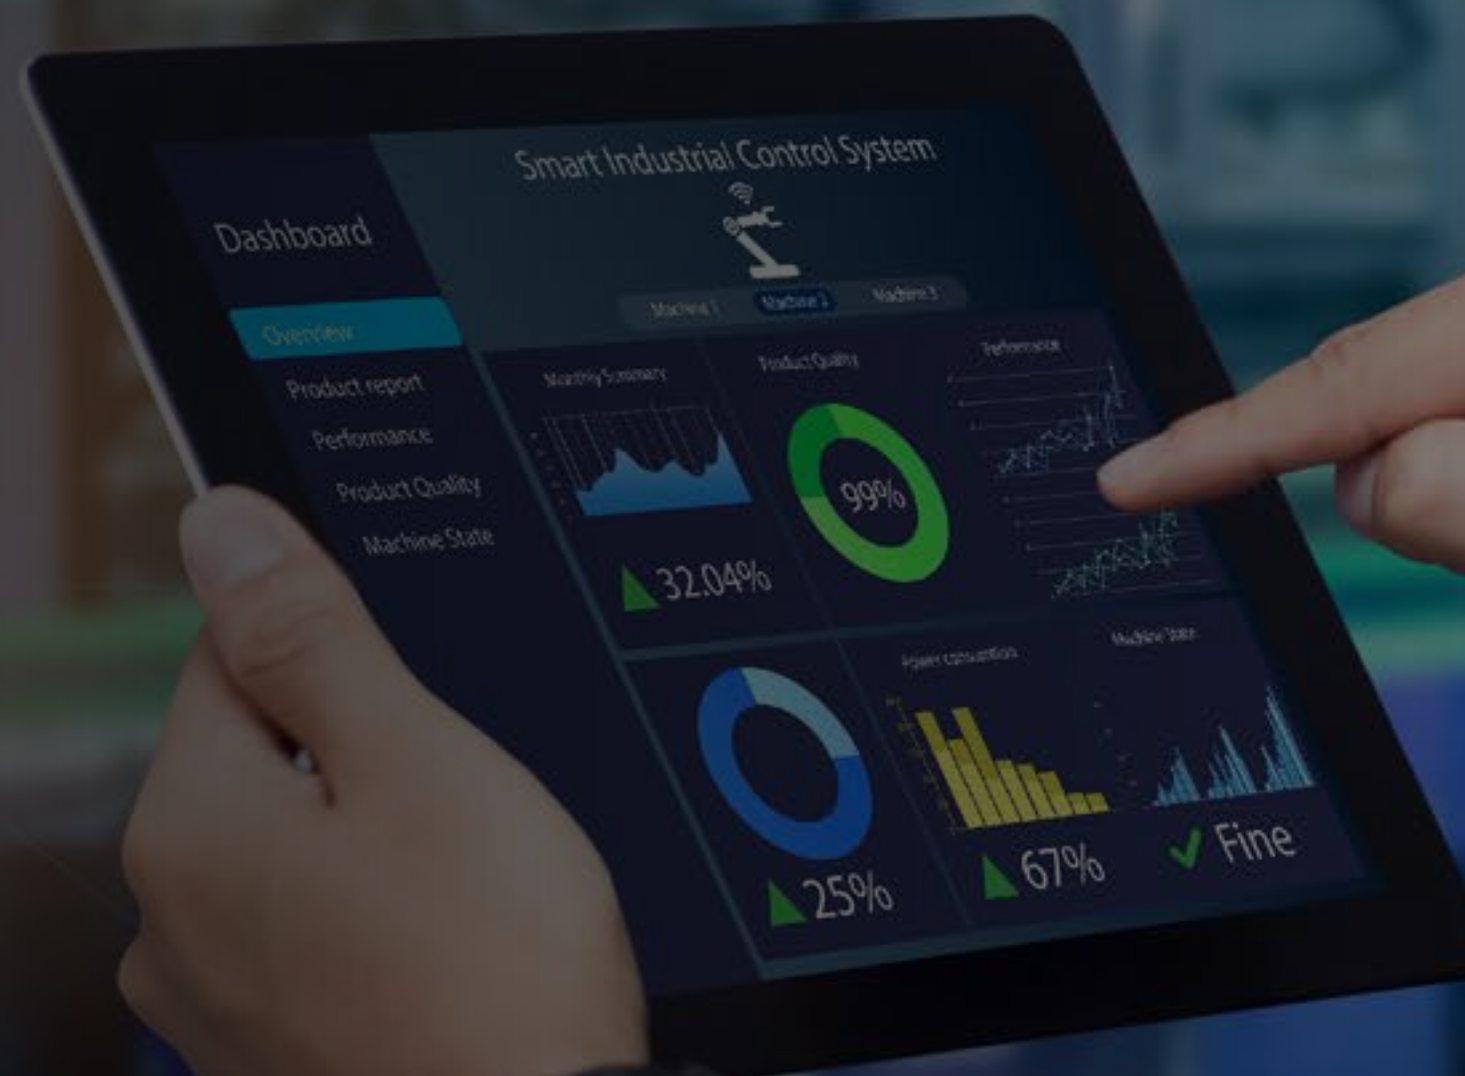 Smart Industrial Control System
Dashboard
Machine 1
Machine 2
Machine 3
Overview
Product report
Performance
Product Quality
Machine State
Monthly Summary
Product Quality
Performance
99%
32.04%
Power consumtion
Machine State
25%
67%
Fine